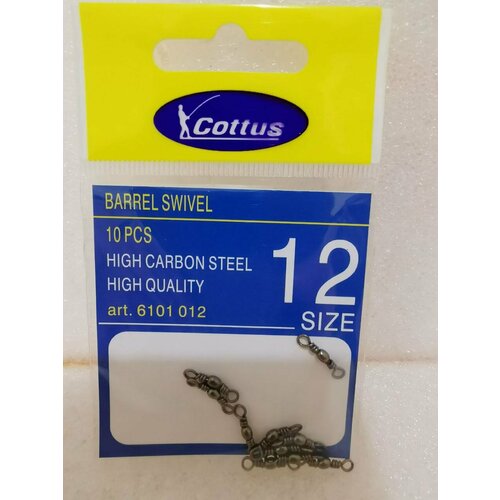 Cottus
BARREL SWIVEL
10 PCS
HIGH CARBON STEEL
HIGH QUALITY
art. 6101 012
12
SIZE